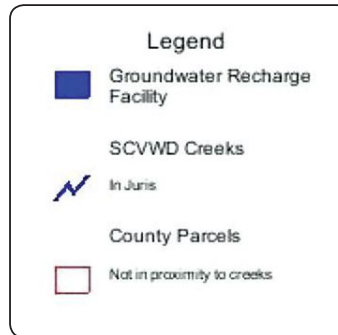 Legend
Groundwater Recharge
Facility
SCVWD Creeks
In Juris
County Parcels
Not in proximity to creeks